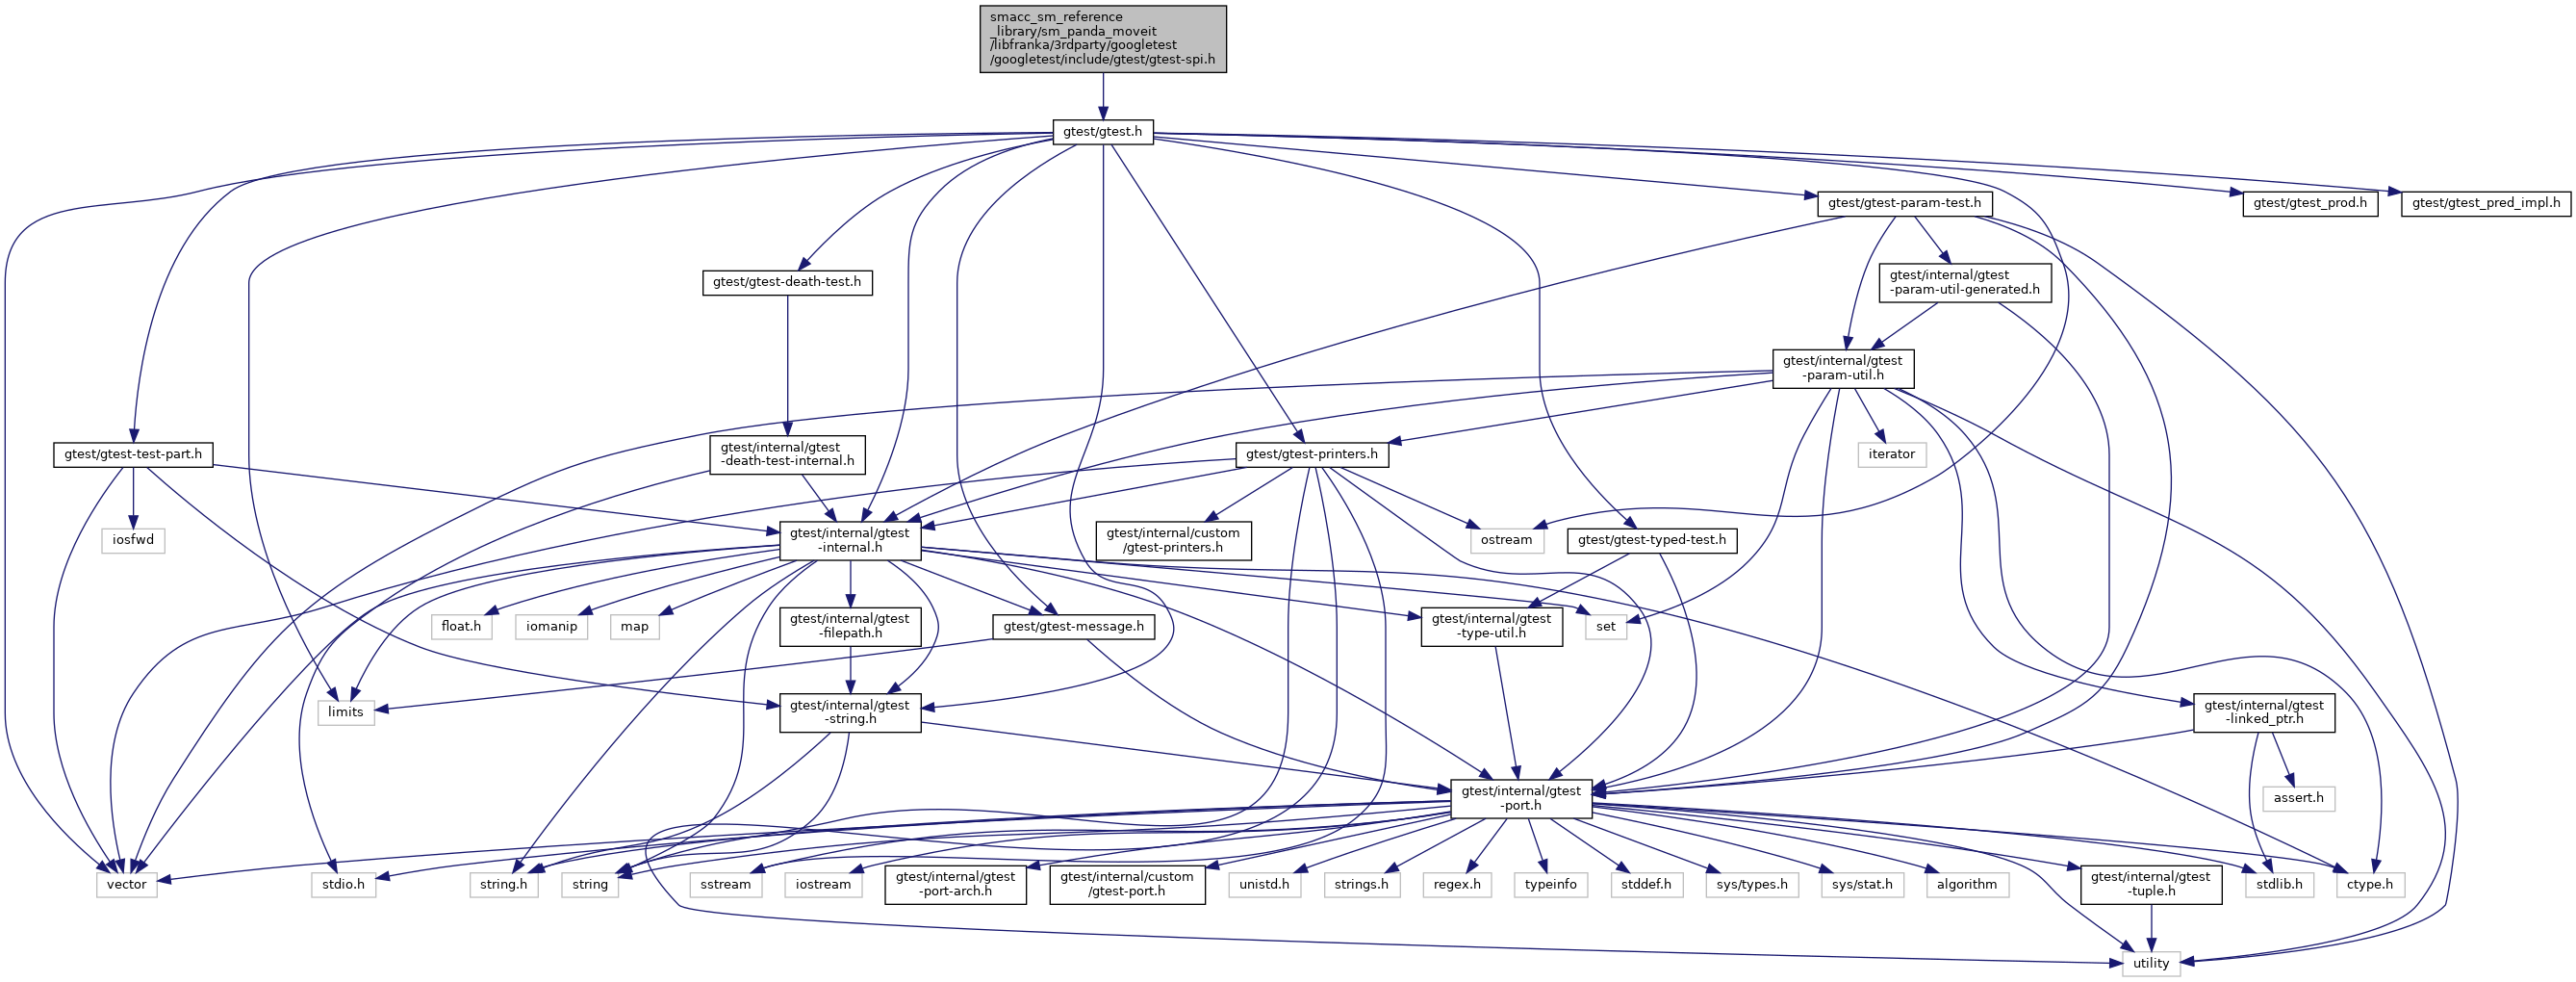 smacc_sm_reference
_library/sm_panda_moveit
/libfranka/3rdparty/googletest
/googletest/include/gtest/gtest-spi.h
gtest/gtest.h
gtest/gtest-param-test.h
gtest/gtest_prod.h
gtest/gtest_pred_impl.h
gtest/gtest-death-test.h
gtest/internal/gtest
-param-util-generated.h
gtest/internal/gtest
-param-util.h
gtest/gtest-test-part.h
gtest/internal/gtest
-death-test-internal.h
gtest/gtest-printers.h
iterator
iosfwd
gtest/internal/gtest
-internal.h
gtest/internal/custom
/gtest-printers.h
ostream
gtest/gtest-typed-test.h
float.h
iomanip
map
gtest/internal/gtest
-filepath.h
gtest/gtest-message.h
gtest/internal/gtest
-type-util.h
set
limits
gtest/internal/gtest
-string.h
gtest/internal/gtest
-linked_ptr.h
gtest/internal/gtest
-port.h
assert.h
vector
stdio.h
string.h
string
sstream
iostream
gtest/internal/gtest
-port-arch.h
gtest/internal/custom
/gtest-port.h
unistd.h
strings.h
regex.h
typeinfo
stddef.h
sys/types.h
sys/stat.h
algorithm
gtest/internal/gtest
-tuple.h
stdlib.h
ctype.h
utility